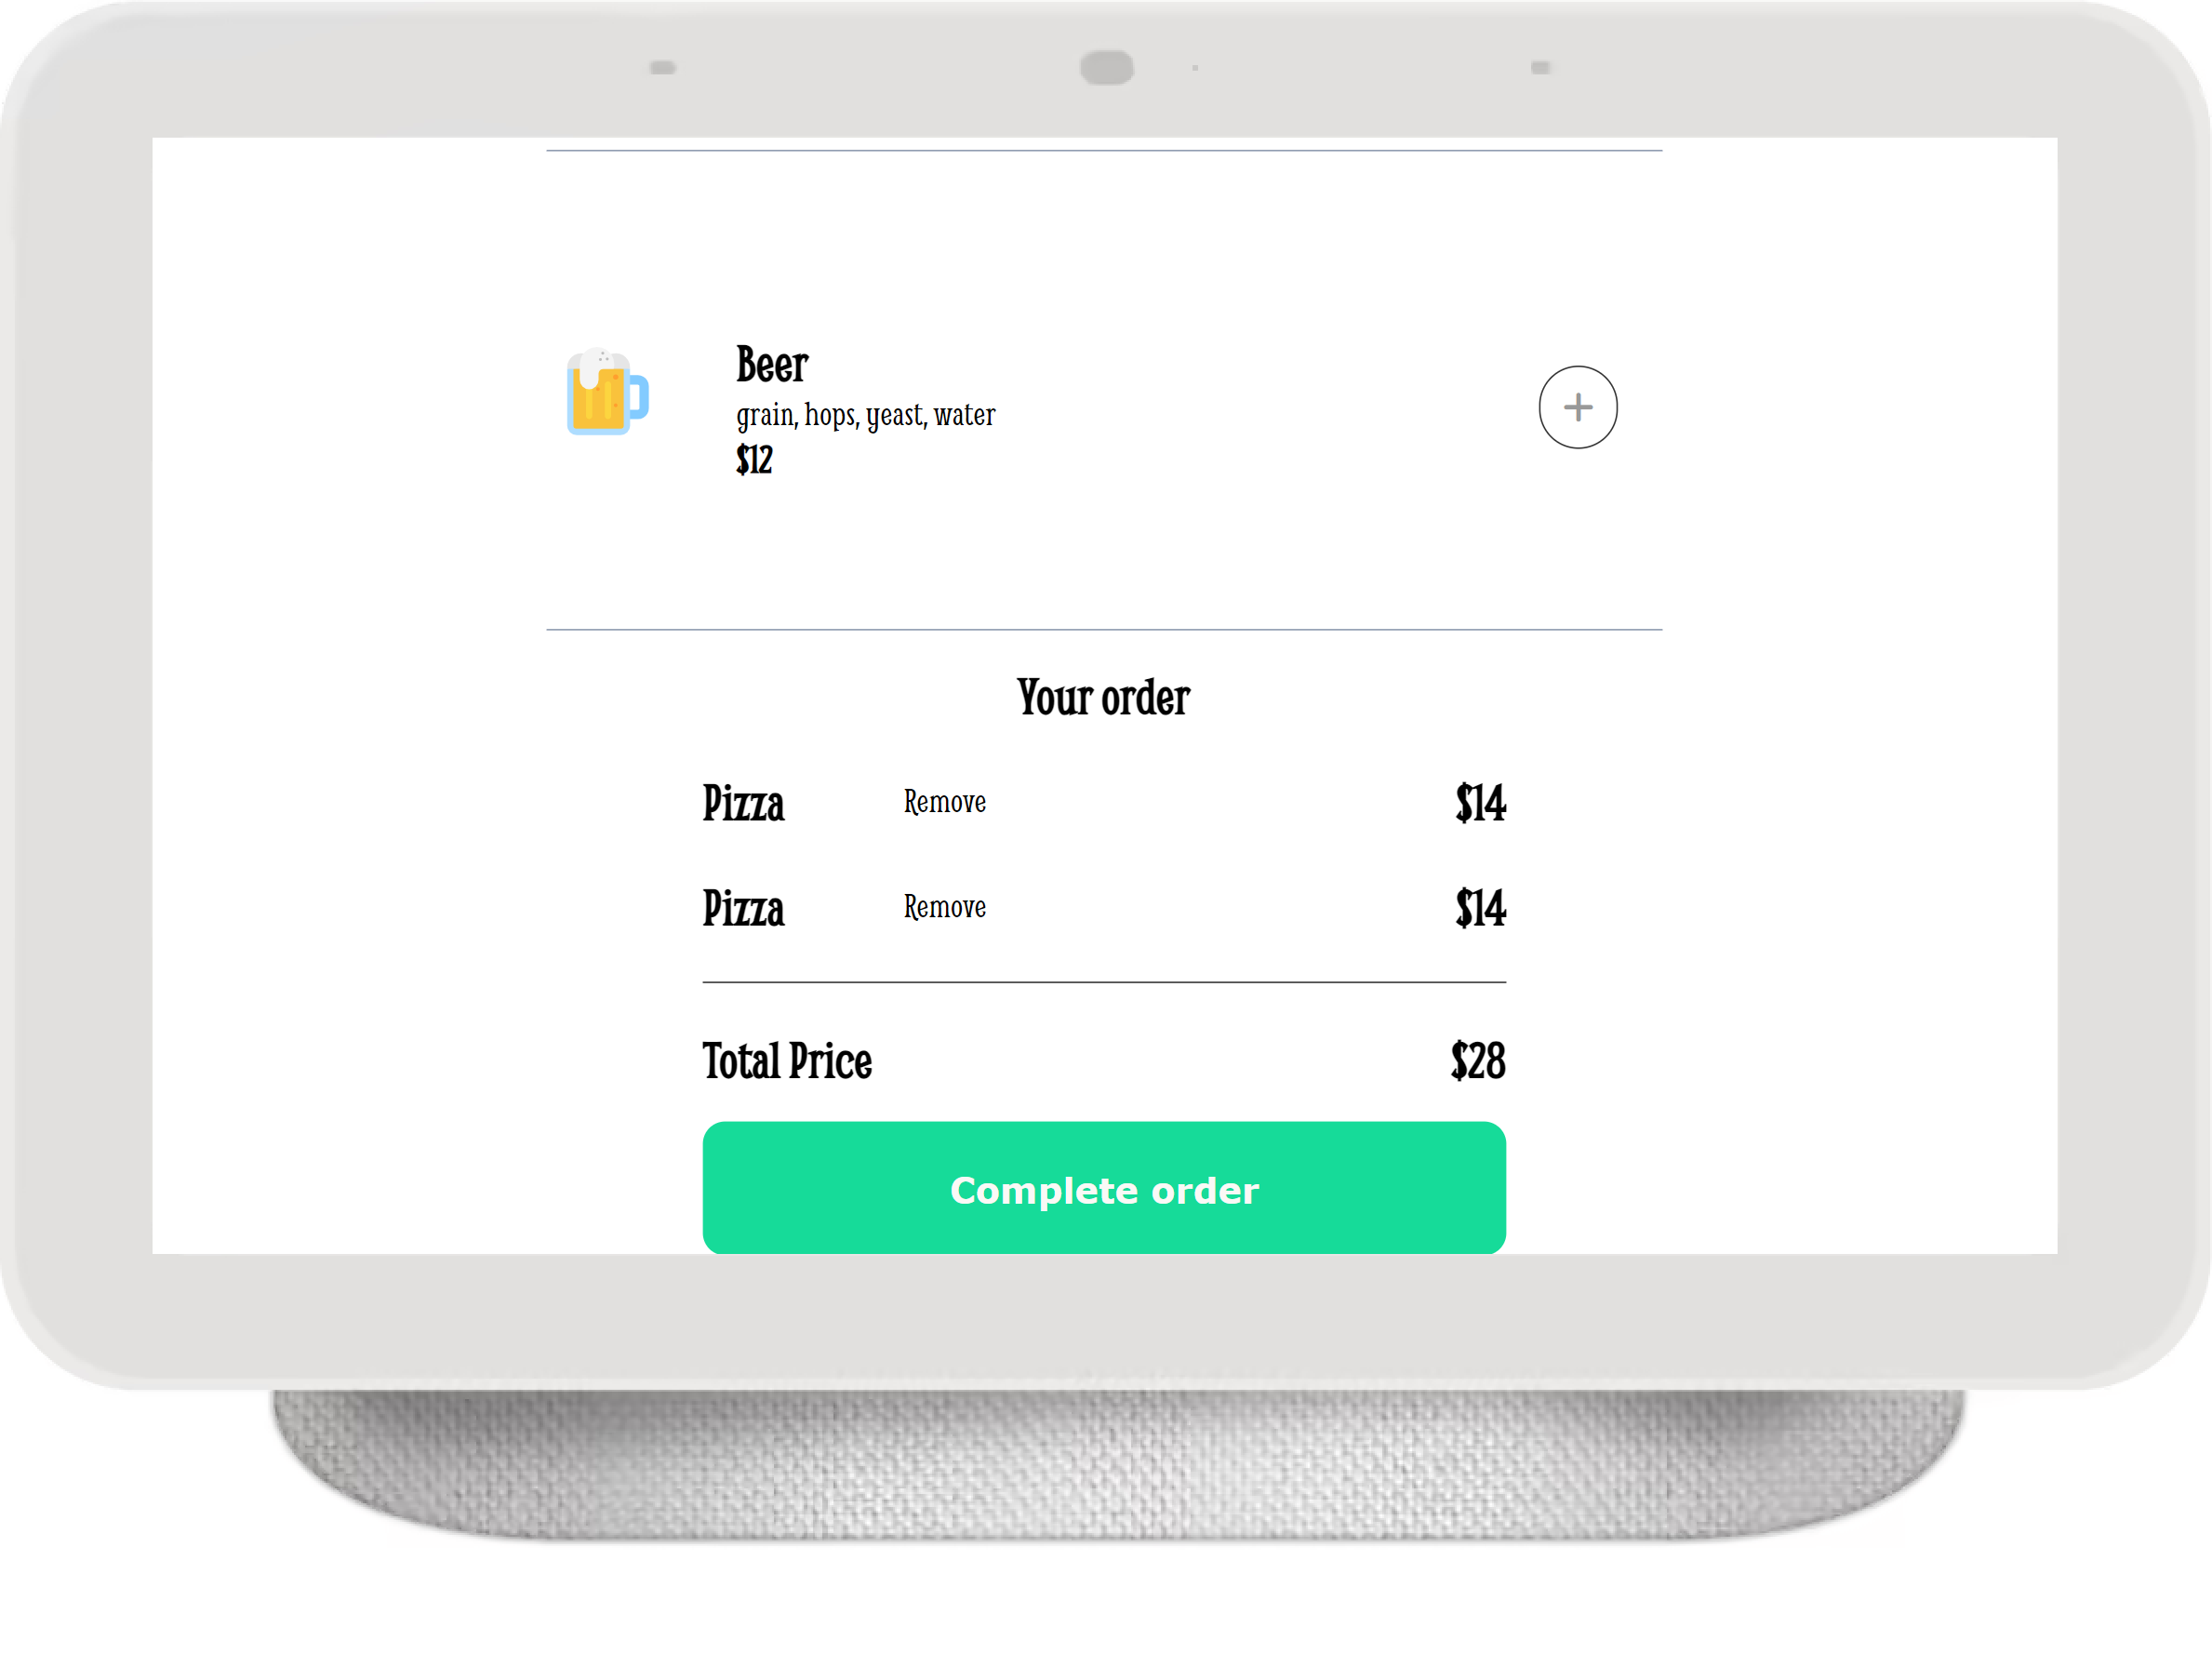 Beer
grain, hops, yeast, water
$12
Your order
Pizza Remove $14
Pizza Remove $14
Total Price $28
Complete order